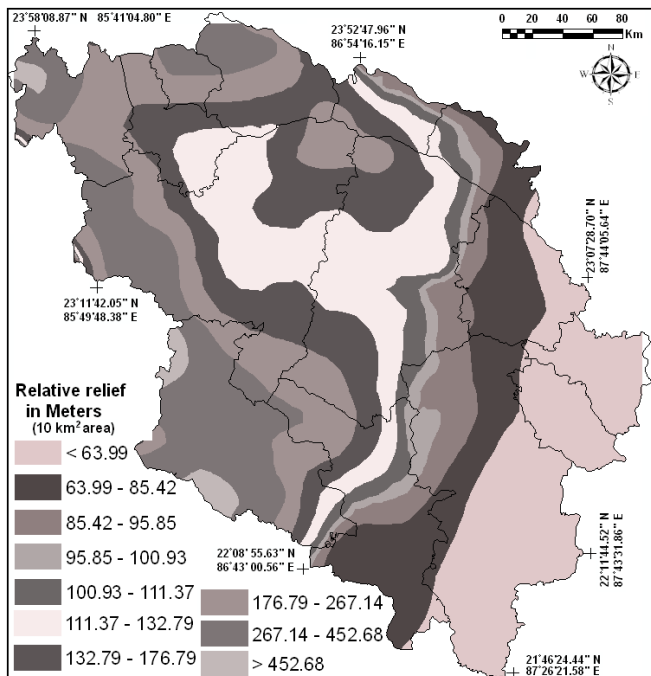 23°58'08.87" N 85°41'04.80" E
23°52'47.96" N
86°54'16.15" E
0 20 40 60 80
Km
N
W E
S
23°07'28.70" N
87°44'05.64" E
23°11'42.05" N
85°49'48.38" E
Relative relief
in Meters
(10 km² area)
< 63.99
63.99 - 85.42
85.42 - 95.85
95.85 - 100.93
100.93 - 111.37
111.37 - 132.79
132.79 - 176.79
176.79 - 267.14
267.14 - 452.68
> 452.68
22°08'55.63" N
86°43'00.56" E
22°11'44.52" N
87°43'31.86" E
21°46'24.44" N
87°26'21.58" E